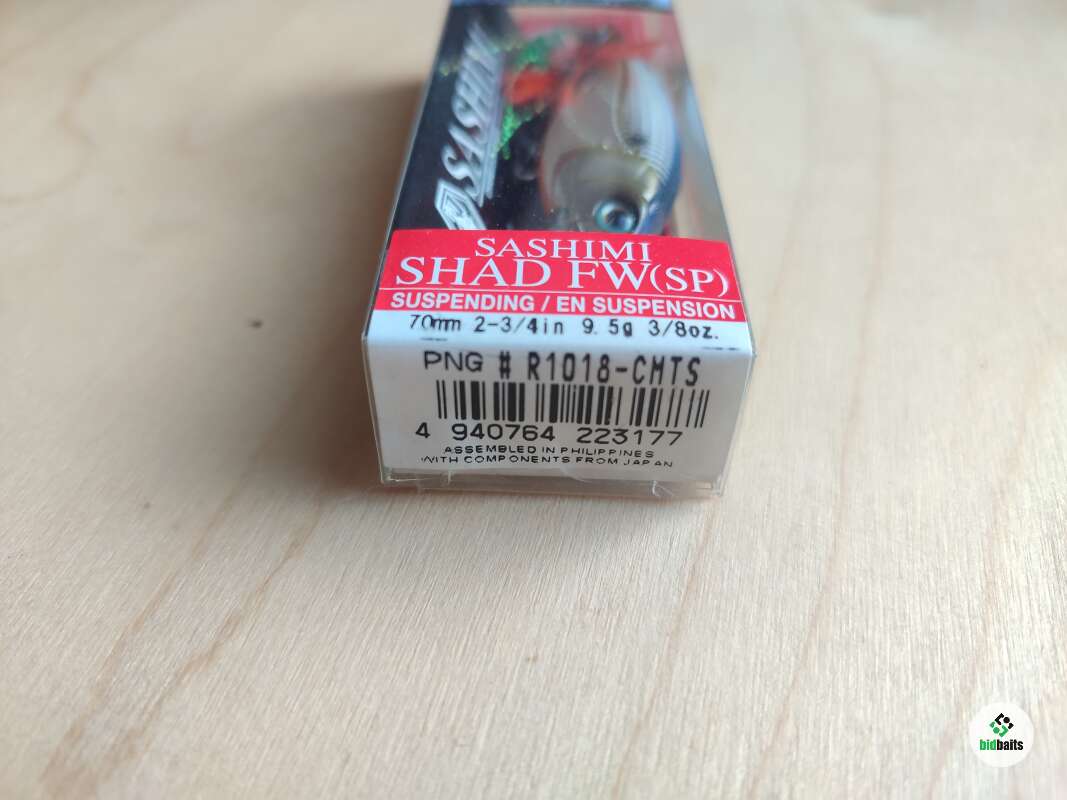 SASHIMI
SASHIMI
SHAD FW(SP)
SUSPENDING / EN SUSPENSION
70mm 2-3/4in 9.5g 3/8oz.
PNG # R1018-CMTS
4 940764 223177
ASSEMBLED IN PHILIPPINES
WITH COMPONENTS FROM JAPAN
bidbaits